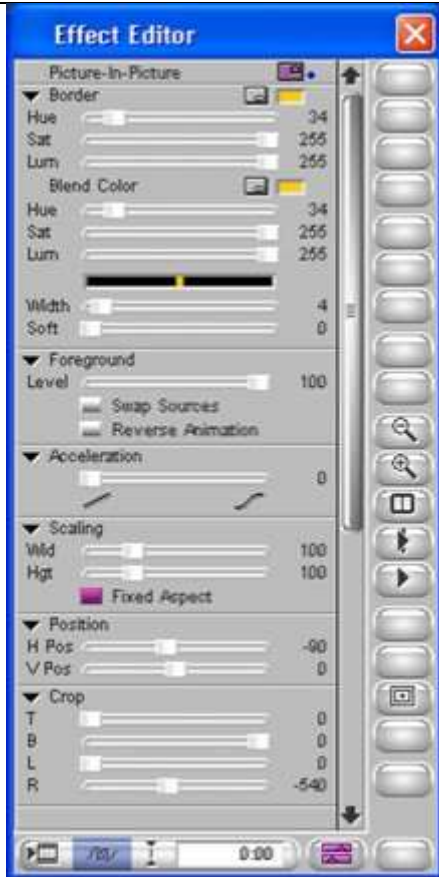 Effect Editor
Picture-In-Picture
Border
Hue 34
Sat 255
Lum 255
Blend Color
Hue 34
Sat 255
Lum 255
Width 4
Soft 0
Foreground
Level 100
Swap Sources
Reverse Animation
Acceleration
0
Scaling
Wid 100
Hgt 100
Fixed Aspect
Position
H Pos -90
V Pos 0
Crop
T 0
B 0
L 0
R -540
0:00